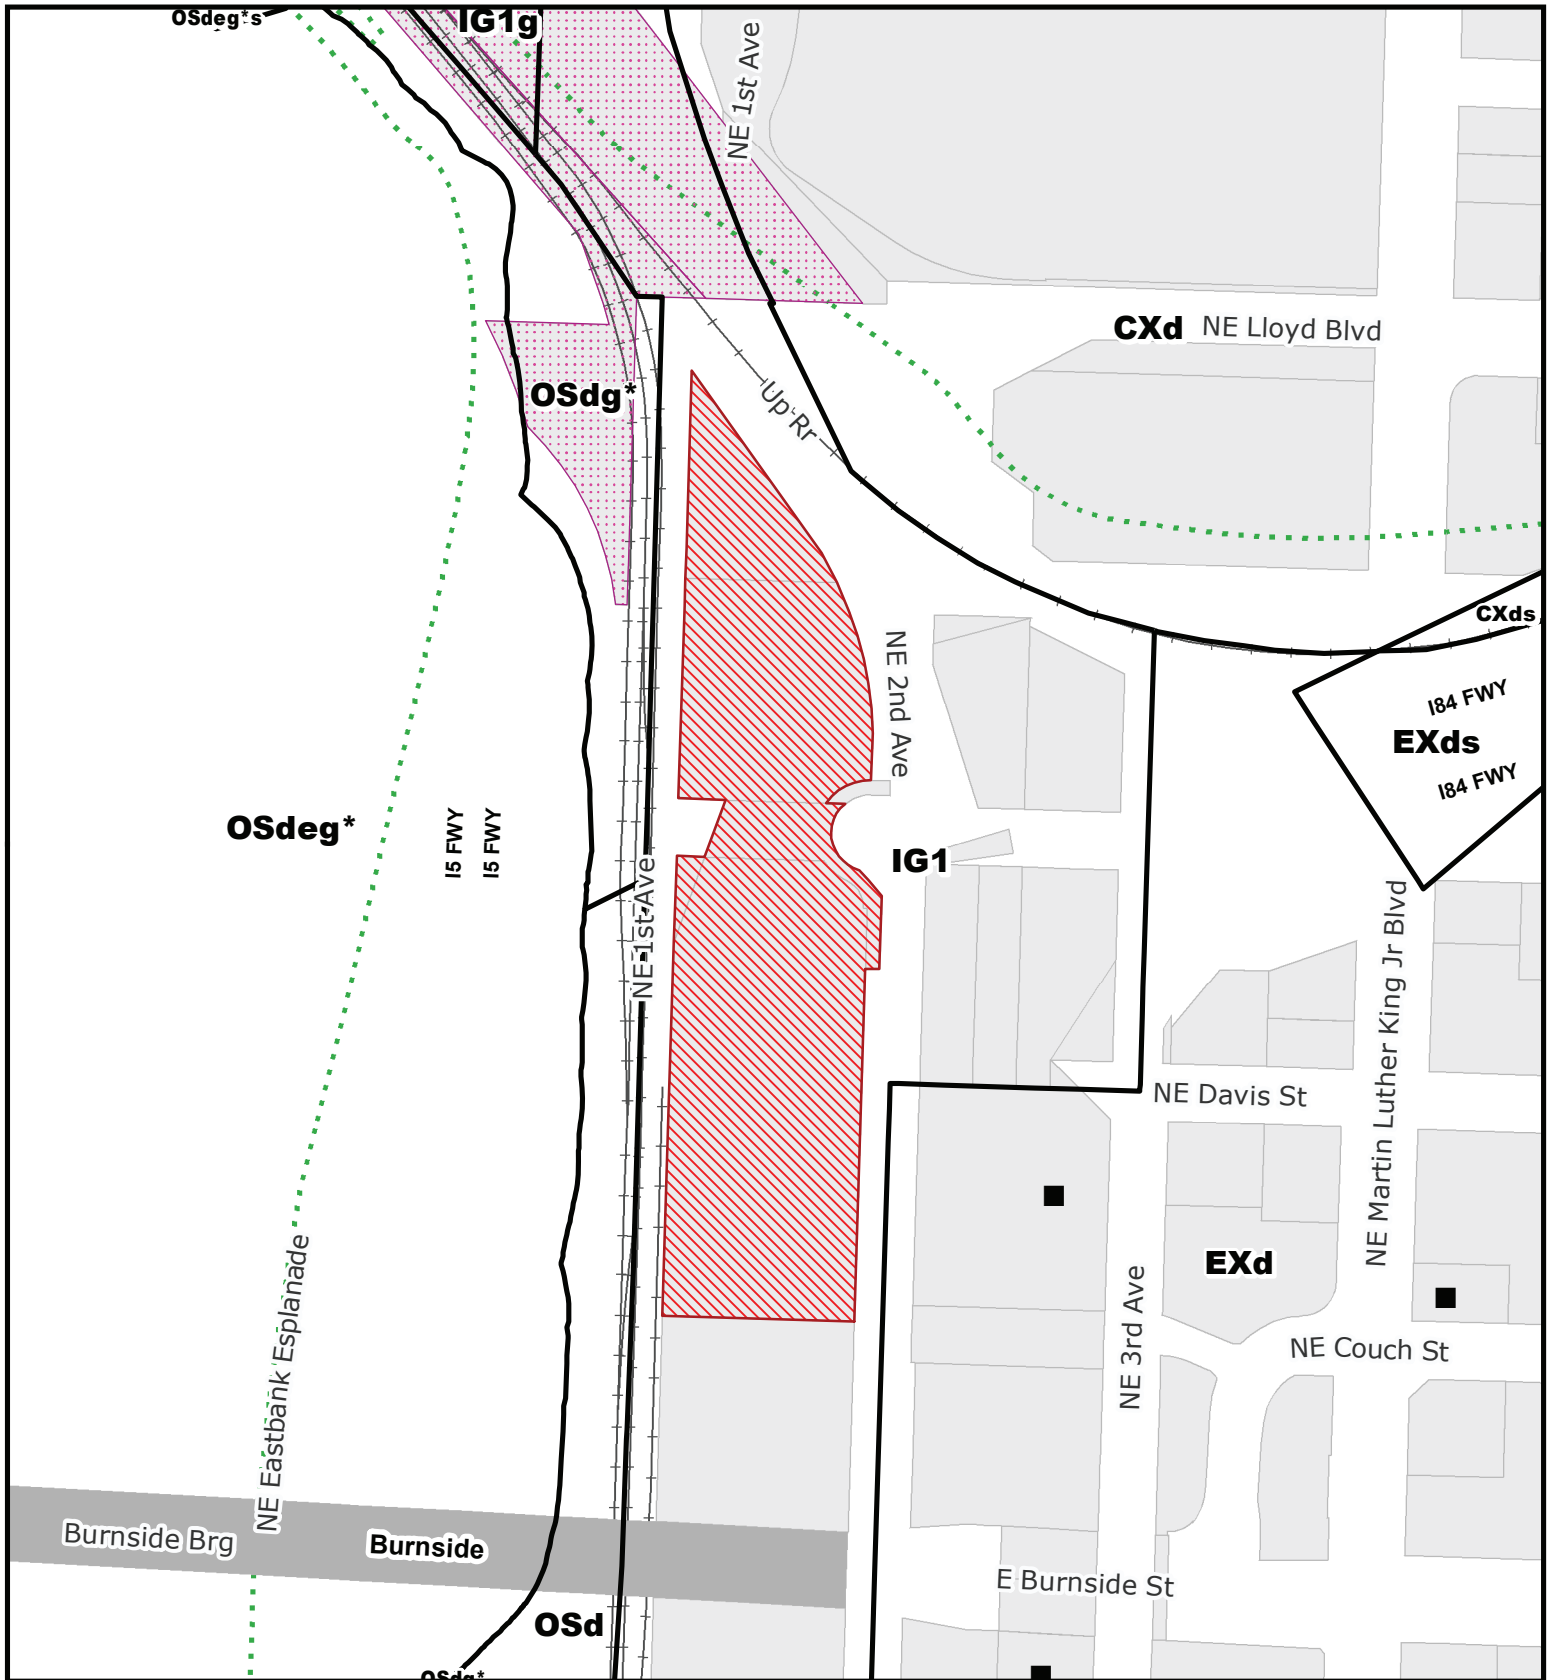 OSdeg*s
IG1g
NE 1st Ave
CXd
NE Lloyd Blvd
OSdg*
Up Rr
CXds
NE 2nd Ave
I84 FWY
EXds
I84 FWY
OSdeg*
I5 FWY
I5 FWY
IG1
NE 1st Ave
NE Martin Luther King Jr Blvd
NE Davis St
NE Eastbank Esplanade
EXd
NE 3rd Ave
NE Couch St
Burnside Brg
Burnside
E Burnside St
OSd
OSdg*